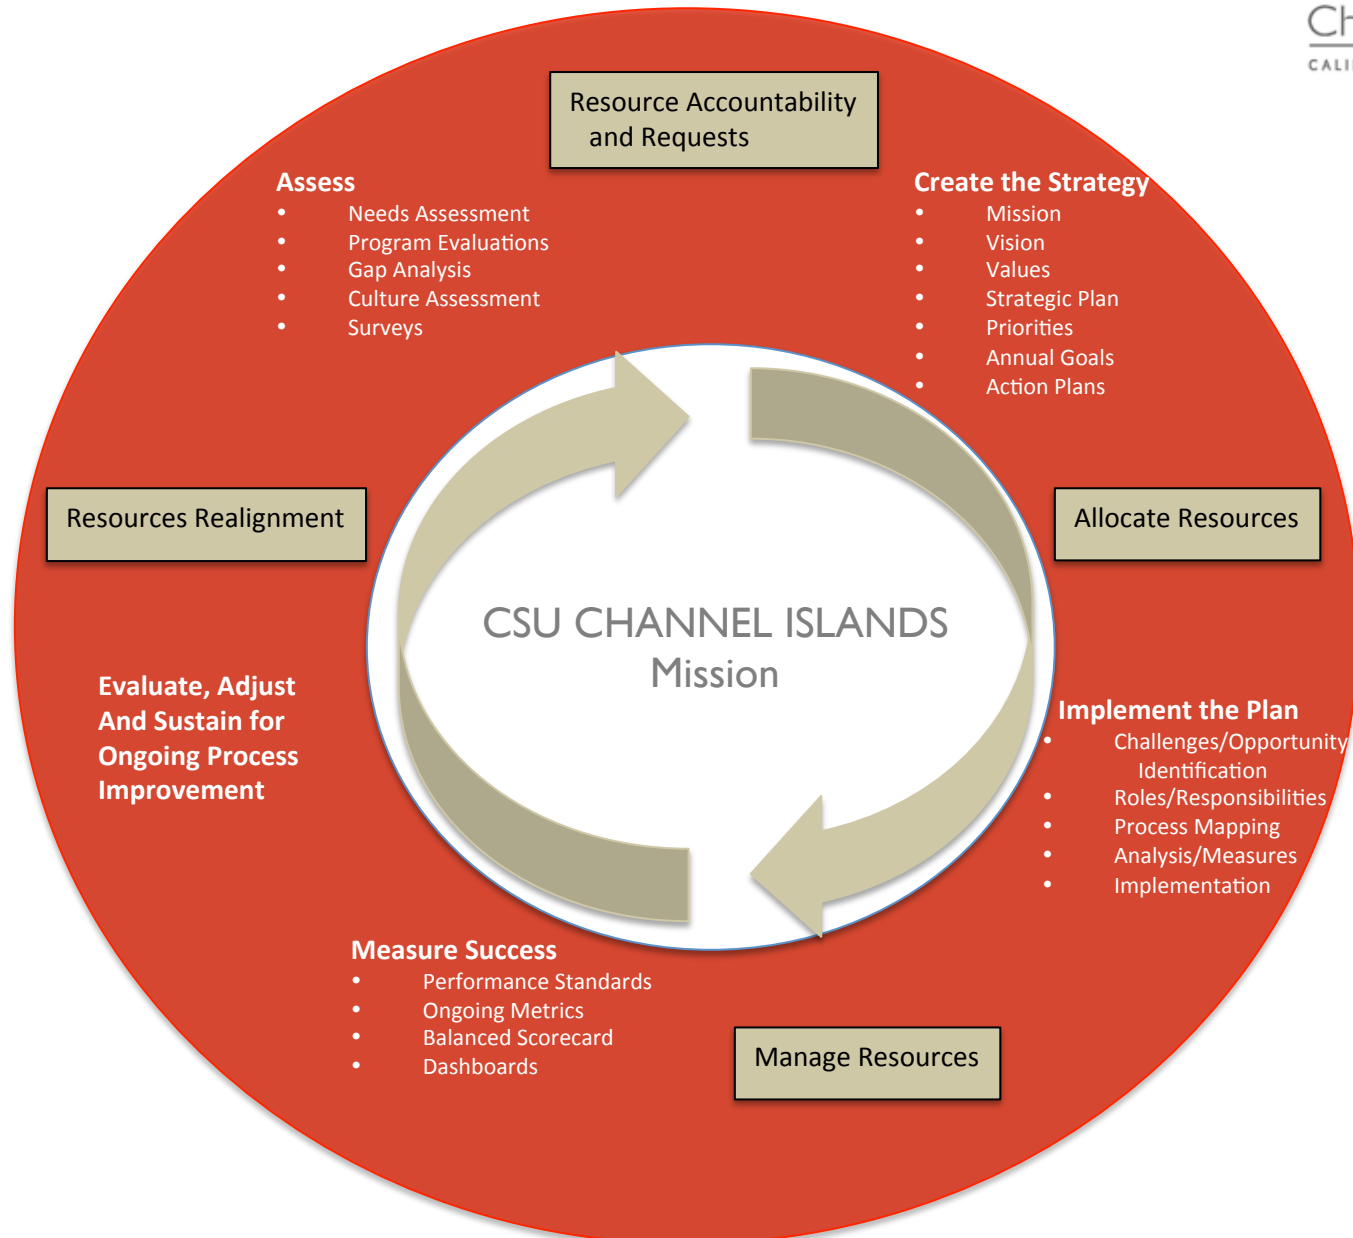 Ch
CALI
Resource Accountability
and Requests
Assess
• Needs Assessment
• Program Evaluations
• Gap Analysis
• Culture Assessment
• Surveys
Create the Strategy
• Mission
• Vision
• Values
• Strategic Plan
• Priorities
• Annual Goals
• Action Plans
Resources Realignment
Allocate Resources
CSU CHANNEL ISLANDS
Mission
Evaluate, Adjust
And Sustain for
Ongoing Process
Improvement
Implement the Plan
• Challenges/Opportunity
Identification
• Roles/Responsibilities
• Process Mapping
• Analysis/Measures
• Implementation
Measure Success
• Performance Standards
• Ongoing Metrics
• Balanced Scorecard
• Dashboards
Manage Resources